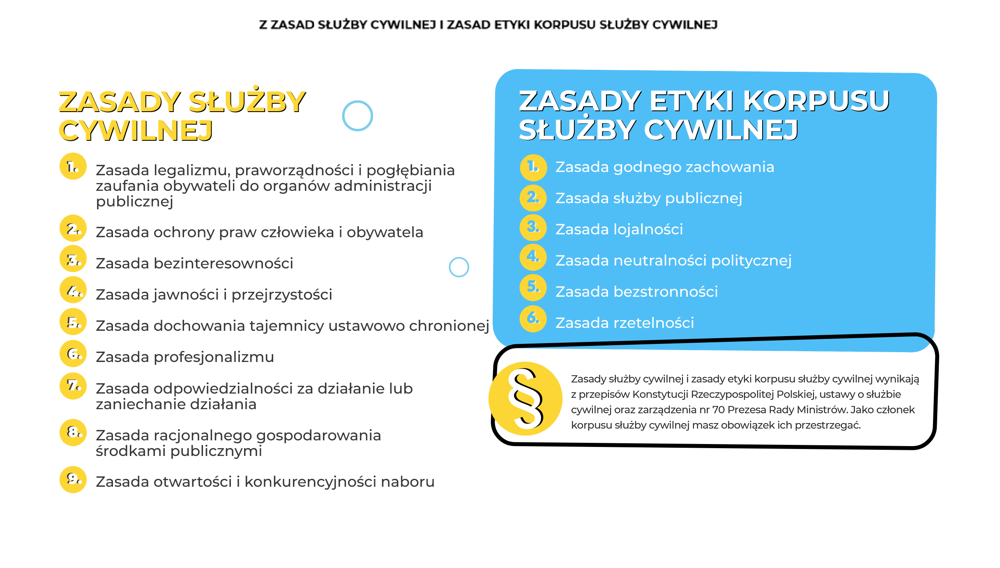 Z ZASAD SŁUŻBY CYWILNEJ I ZASAD ETYKI KORPUSU SŁUŻBY CYWILNEJ
ZASADY SŁUŻBY
CYWILNEJ
1. Zasada legalizmu, praworządności i pogłębiania
zaufania obywateli do organów administracji
publicznej
2. Zasada ochrony praw człowieka i obywatela
3. Zasada bezinteresowności
4. Zasada jawności i przejrzystości
5. Zasada dochowania tajemnicy ustawowo chronionej
6. Zasada profesjonalizmu
7. Zasada odpowiedzialności za działanie lub
zaniechanie działania
8. Zasada racjonalnego gospodarowania
środkami publicznymi
9. Zasada otwartości i konkurencyjności naboru
ZASADY ETYKI KORPUSU
SŁUŻBY CYWILNEJ
1. Zasada godnego zachowania
2. Zasada służby publicznej
3. Zasada lojalności
4. Zasada neutralności politycznej
5. Zasada bezstronności
6. Zasada rzetelności
§
Zasady służby cywilnej i zasady etyki korpusu służby cywilnej wynikają
z przepisów Konstytucji Rzeczypospolitej Polskiej, ustawy o służbie
cywilnej oraz zarządzenia nr 70 Prezesa Rady Ministrów. Jako członek
korpusu służby cywilnej masz obowiązek ich przestrzegać.